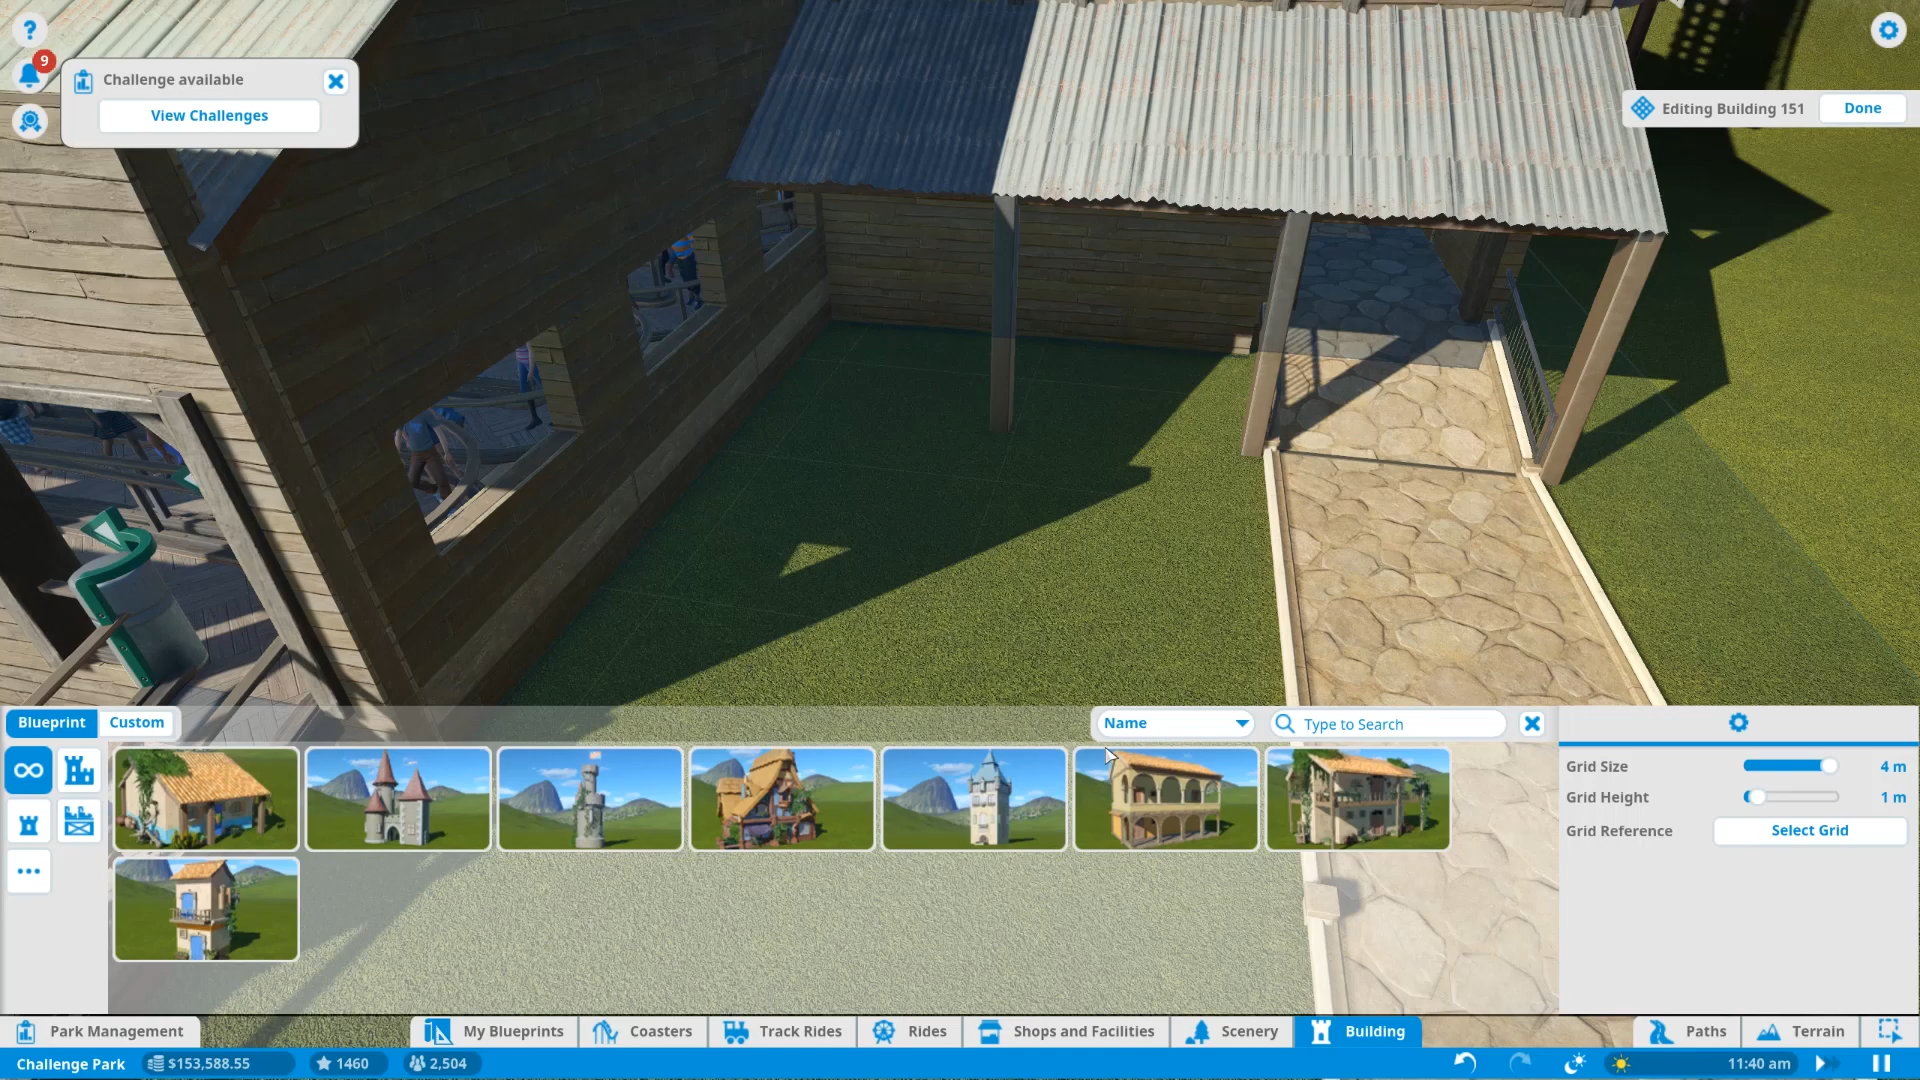 ?
9
Challenge available
View Challenges
Editing Building 151
Done
Blueprint
Custom
Name
Type to Search
Grid Size
4 m
Grid Height
1 m
Grid Reference
Select Grid
Park Management
My Blueprints
Coasters
Track Rides
Rides
Shops and Facilities
Scenery
Building
Paths
Terrain
Challenge Park
$153,588.55
1460
2,504
11:40 am